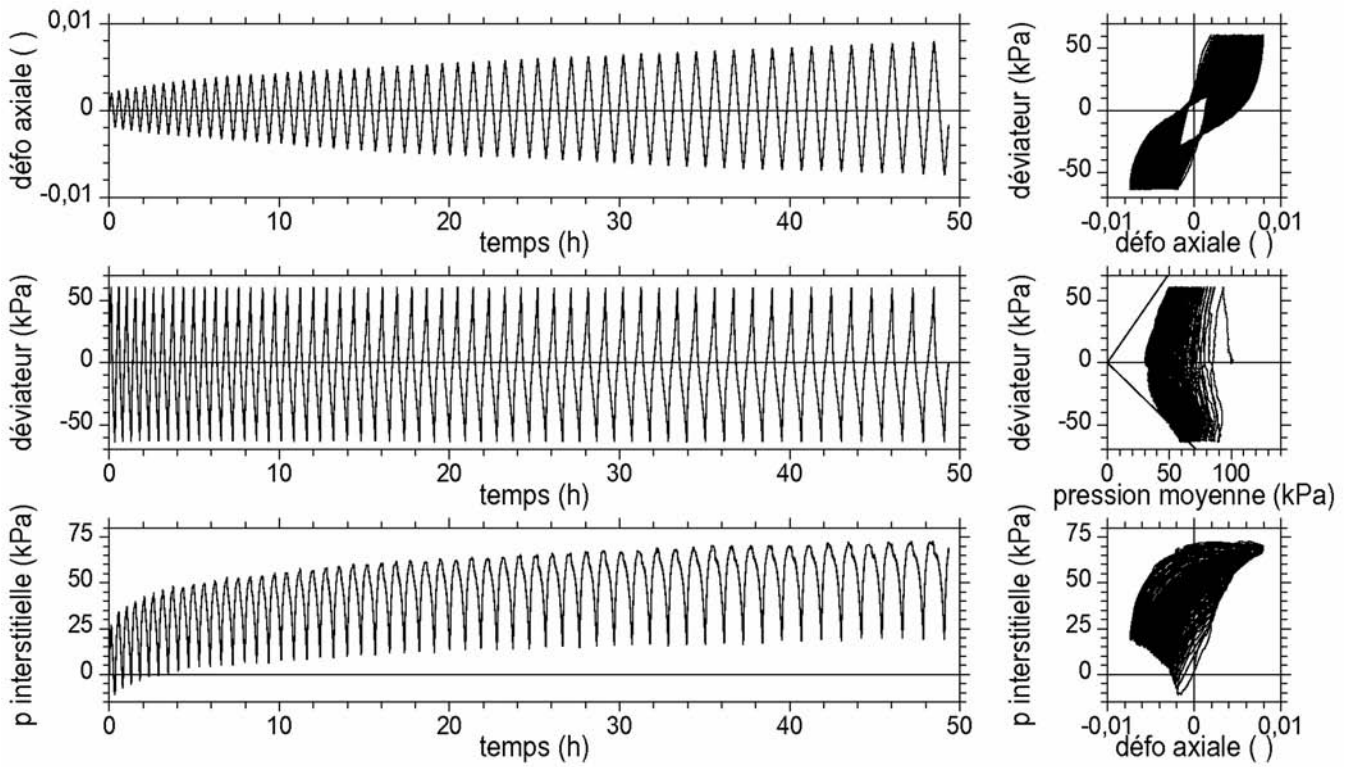 défo axiale ( )
0,01
0
-0,01
0 10 20 30 40 50
temps (h)
déviateur (kPa)
50
0
-50
-0,01 0 0,01
défo axiale ( )
déviateur (kPa)
50
0
-50
0 10 20 30 40 50
temps (h)
déviateur (kPa)
50
0
-50
0 50 100
pression moyenne (kPa)
p interstitielle (kPa)
75
50
25
0
0 10 20 30 40 50
temps (h)
p interstitielle (kPa)
75
50
25
0
-0,01 0 0,01
défo axiale ( )